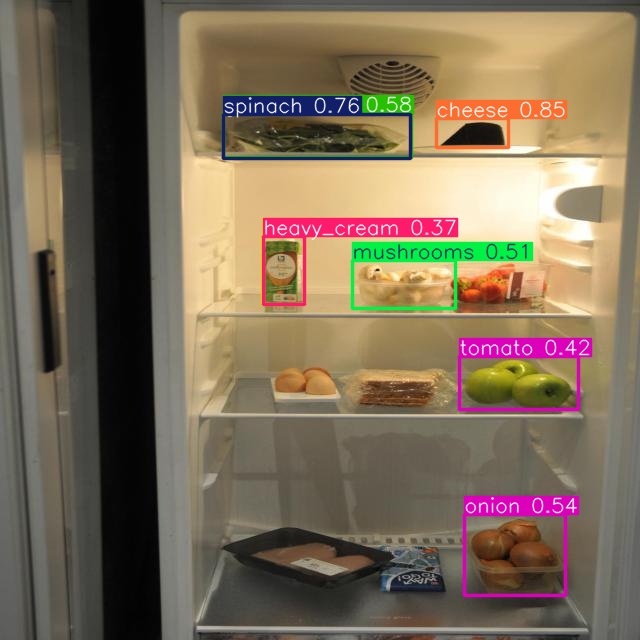 spinach 0.76 0.58
cheese 0.85
heavy_cream 0.37
mushrooms 0.51
tomato 0.42
onion 0.54